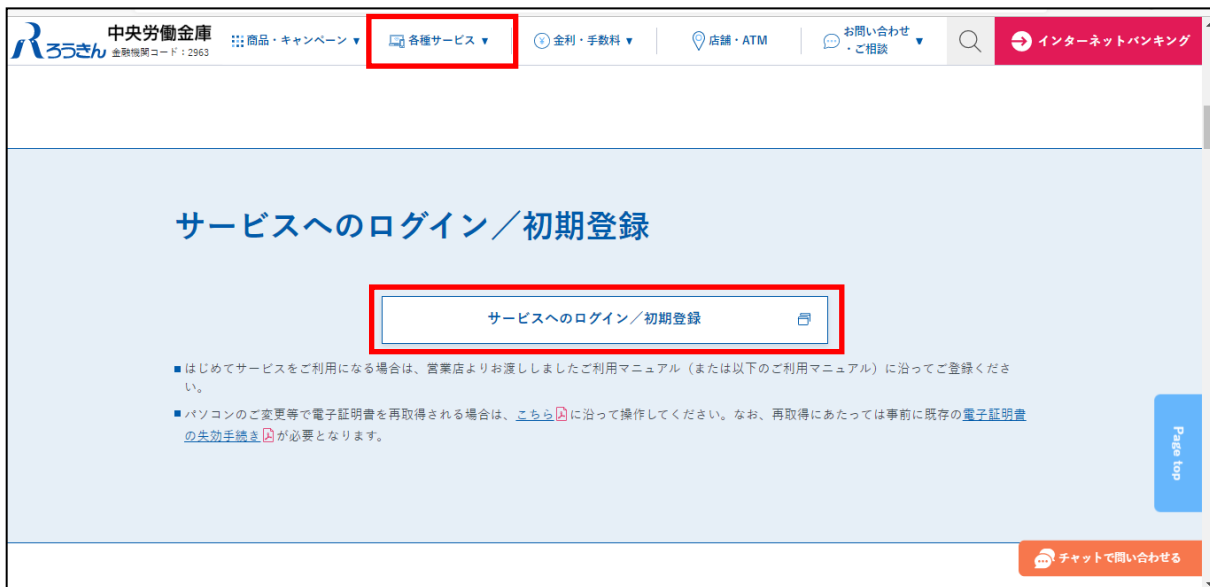 ろうきん 中央労働金庫
金融機関コード：2963
商品・キャンペーン ▼
各種サービス ▼
金利・手数料 ▼
店舗・ATM
お問い合わせ
・ご相談 ▼
インターネットバンキング
サービスへのログイン／初期登録
サービスへのログイン／初期登録
■はじめてサービスをご利用になる場合は、営業店よりお渡ししましたご利用マニュアル（または以下のご利用マニュアル）に沿ってご登録くださ
い。
■パソコンのご変更等で電子証明書を再取得される場合は、こちらに沿って操作してください。なお、再取得にあたっては事前に既存の電子証明書
の失効手続きが必要となります。
Page top
チャットで問い合わせる